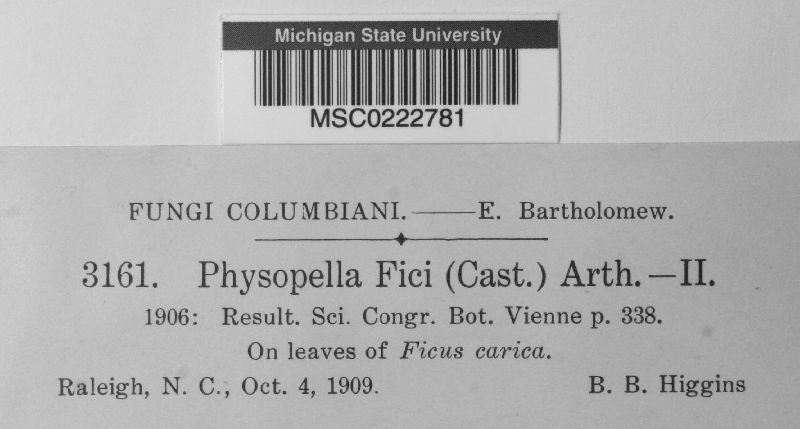 Michigan State University
MSC0222781
FUNGI COLUMBIANI.——E. Bartholomew.
3161. Physopella Fici (Cast.) Arth.—II.
1906: Result. Sci. Congr. Bot. Vienne p. 338.
On leaves of Ficus carica.
Raleigh, N. C., Oct. 4, 1909. B. B. Higgins